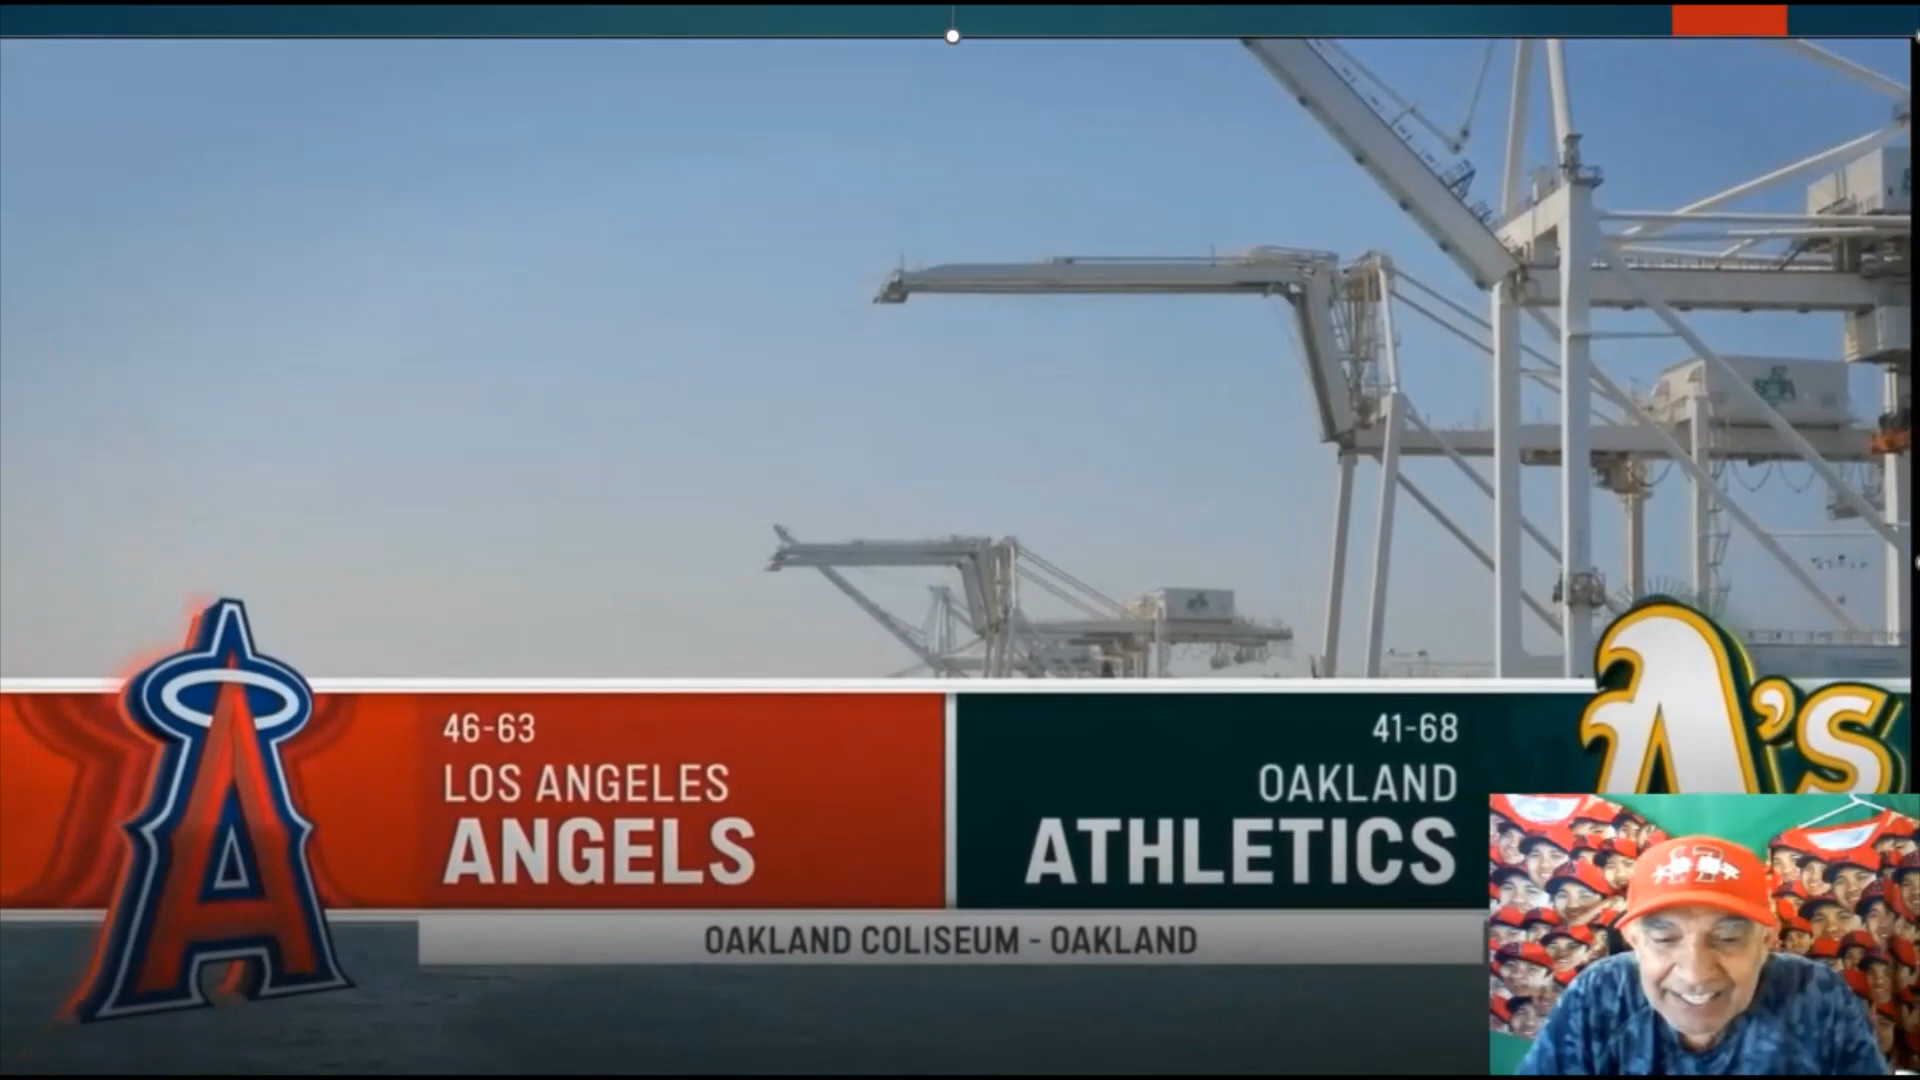 46-63
LOS ANGELES
ANGELS
41-68
OAKLAND
ATHLETICS
A's
OAKLAND COLISEUM - OAKLAND